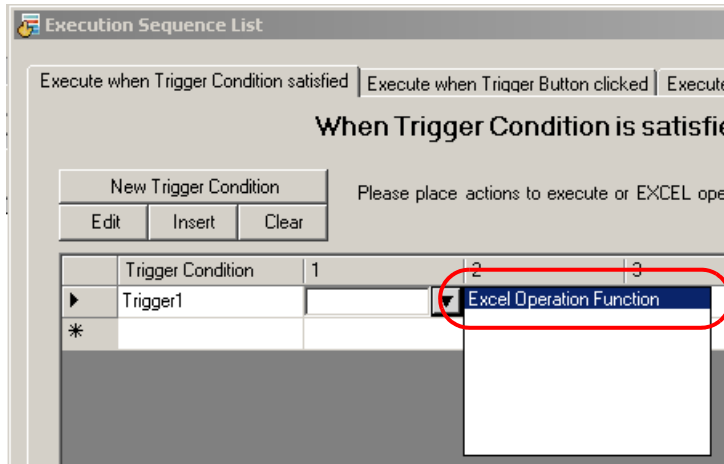 Execution Sequence List
Execute when Trigger Condition satisfied Execute when Trigger Button clicked Execute
When Trigger Condition is satisfie
New Trigger Condition
Please place actions to execute or EXCEL ope
Edit Insert Clear
Trigger Condition 1 2 3
Trigger1 Excel Operation Function